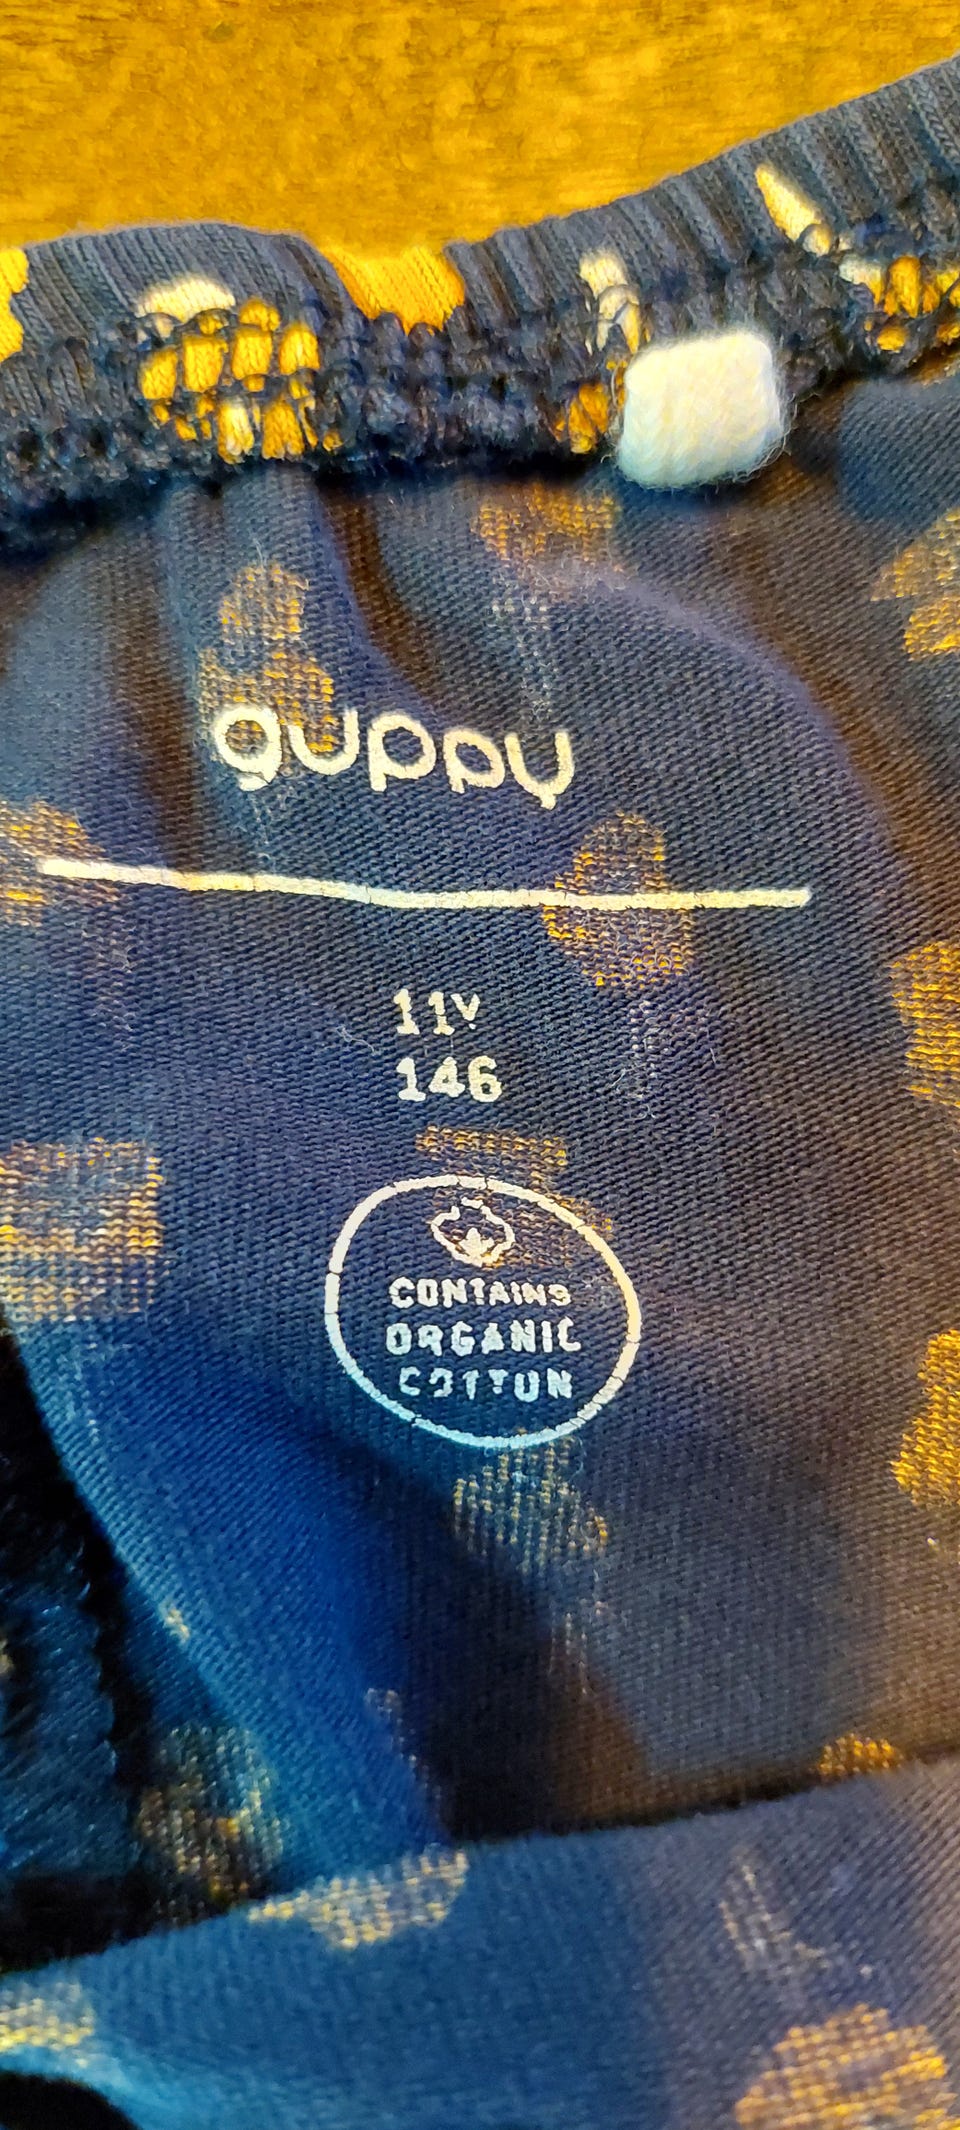 guppy
11Y
146
CONTAINS
ORGANIC
COTTON